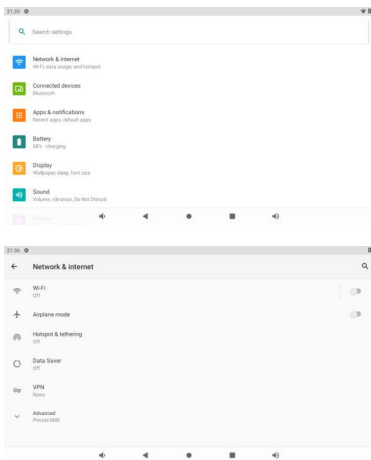 21:35
Search settings
Network & internet
Wi-Fi, data usage, and hotspot
Connected devices
Bluetooth
Apps & notifications
Recent apps, default apps
Battery
98% - charging
Display
Wallpaper, sleep, font size
Sound
Volume, vibration, Do Not Disturb
21:36
Network & internet
Wi-Fi
Off
Airplane mode
Hotspot & tethering
Off
Data Saver
Off
VPN
None
Advanced
Private DNS